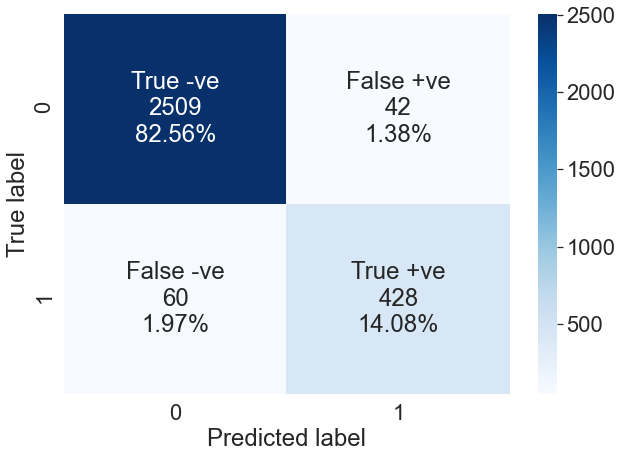 True -ve
2509
82.56%
False +ve
42
1.38%
False -ve
60
1.97%
True +ve
428
14.08%
0
1
True label
0
1
Predicted label
2500
2000
1500
1000
500